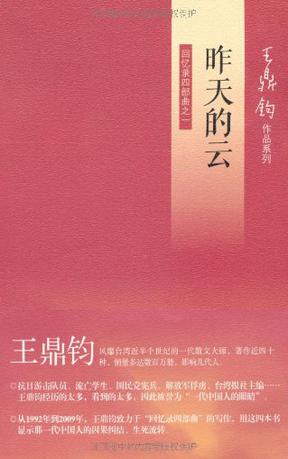 王鼎钧作品系列
昨天的云
回忆录四部曲之一
王鼎钧
风靡台湾近半个世纪的一代散文大师，著作近四十
种，销量多达数百万册，影响几代人。
◎抗日游击队员、流亡学生、国民党宪兵、解放军俘虏、台湾报社主编……
王鼎钧经历的太多，看到的太多，因此被誉为“一代中国人的眼睛”。
◎从1992年到2009年，王鼎钧致力于“回忆录四部曲”的写作，用这四本书
显示那一代中国人的因果纠结、生死流转。